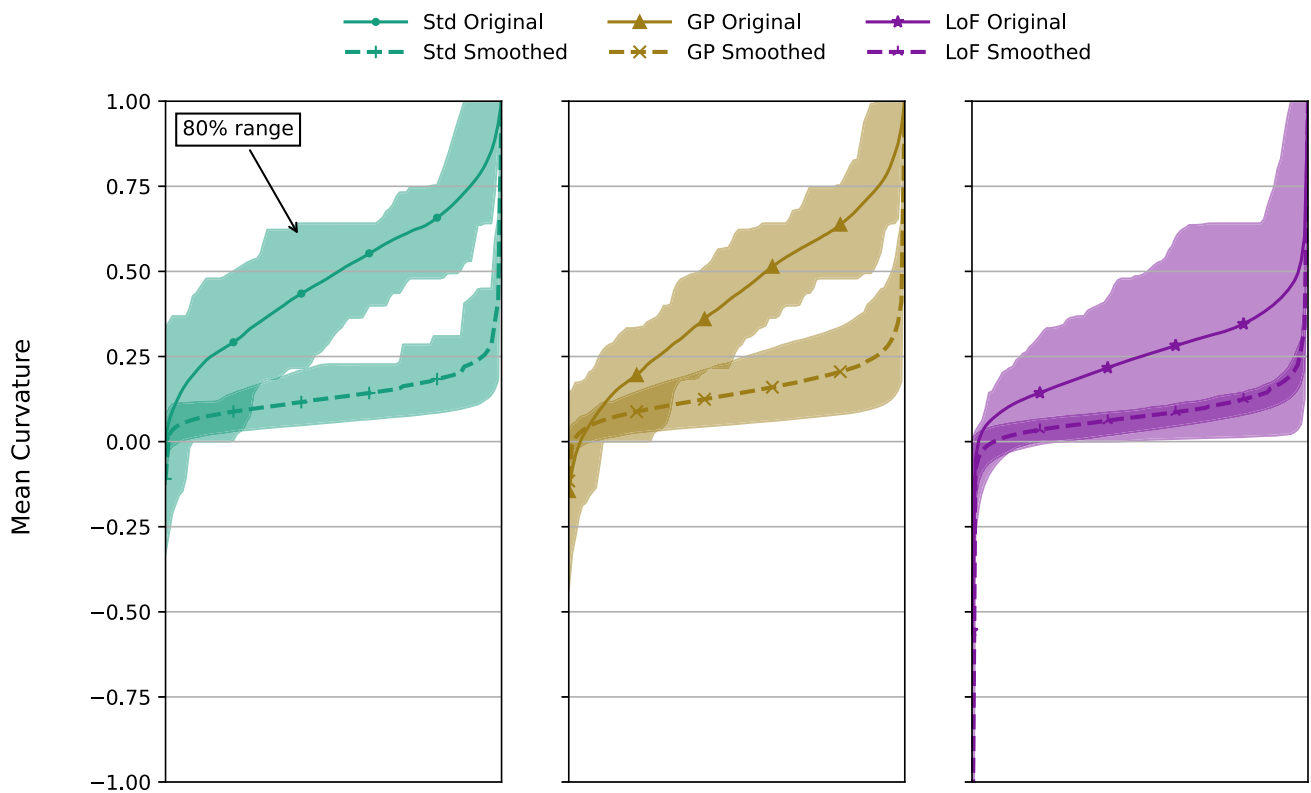 Std Original
GP Original
LoF Original
Std Smoothed
GP Smoothed
LoF Smoothed
Mean Curvature
1.00
0.75
0.50
0.25
0.00
−0.25
−0.50
−0.75
−1.00
80% range